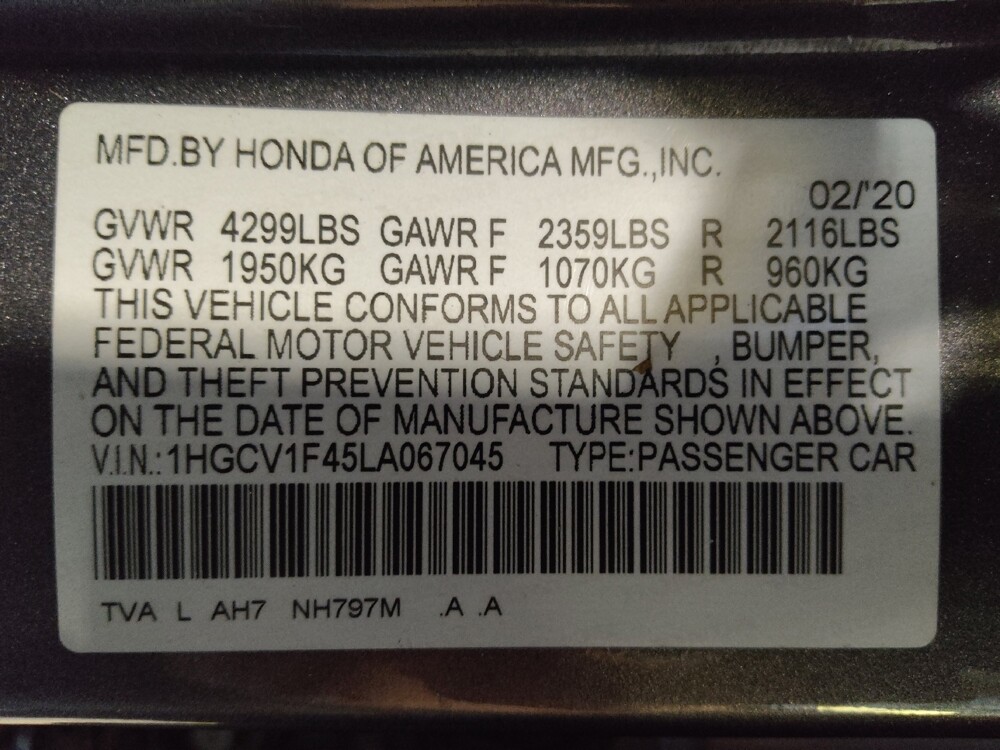 MFD.BY HONDA OF AMERICA MFG.,INC.
02/'20
GVWR 4299LBS GAWR F 2359LBS R 2116LBS
GVWR 1950KG GAWR F 1070KG R 960KG
THIS VEHICLE CONFORMS TO ALL APPLICABLE
FEDERAL MOTOR VEHICLE SAFETY , BUMPER,
AND THEFT PREVENTION STANDARDS IN EFFECT
ON THE DATE OF MANUFACTURE SHOWN ABOVE.
V.I.N.:1HGCV1F45LA067045 TYPE:PASSENGER CAR
TVA L AH7 NH797M .A .A